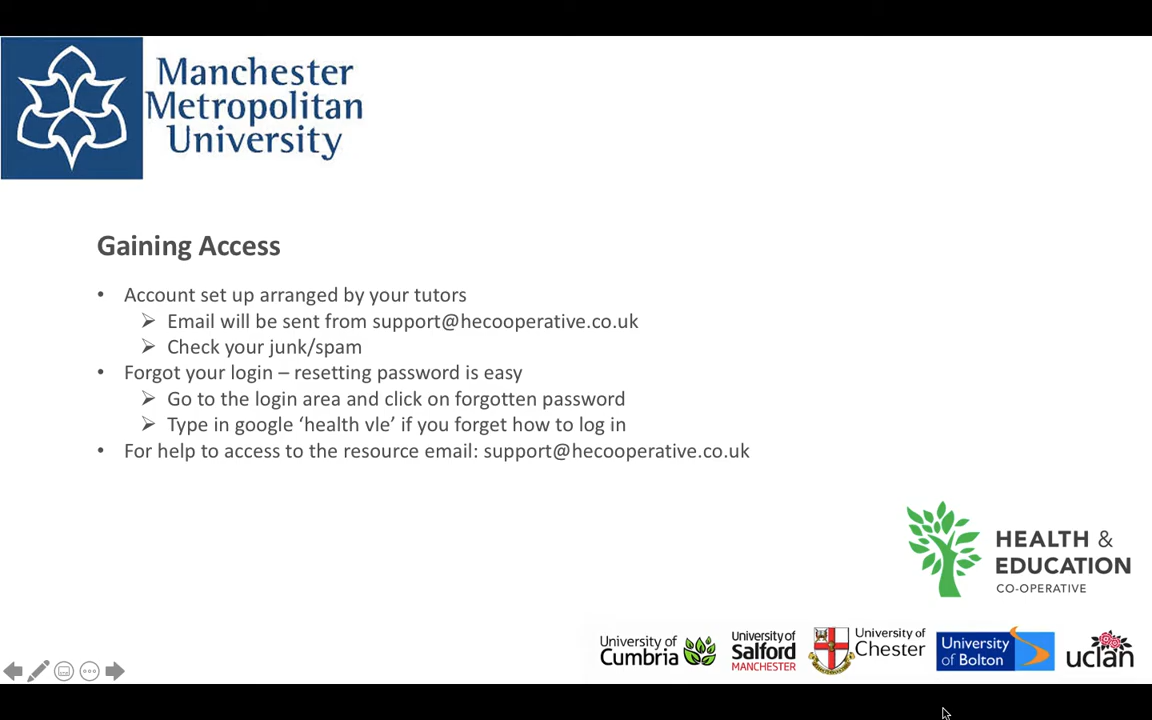 Manchester
Metropolitan
University
Gaining Access
• Account set up arranged by your tutors
➢ Email will be sent from support@hecooperative.co.uk
➢ Check your junk/spam
• Forgot your login – resetting password is easy
➢ Go to the login area and click on forgotten password
➢ Type in google ‘health vle’ if you forget how to log in
• For help to access to the resource email: support@hecooperative.co.uk
HEALTH &
EDUCATION
CO-OPERATIVE
University of
Cumbria
University of
Salford
MANCHESTER
University of
Chester
University
of Bolton
uclan